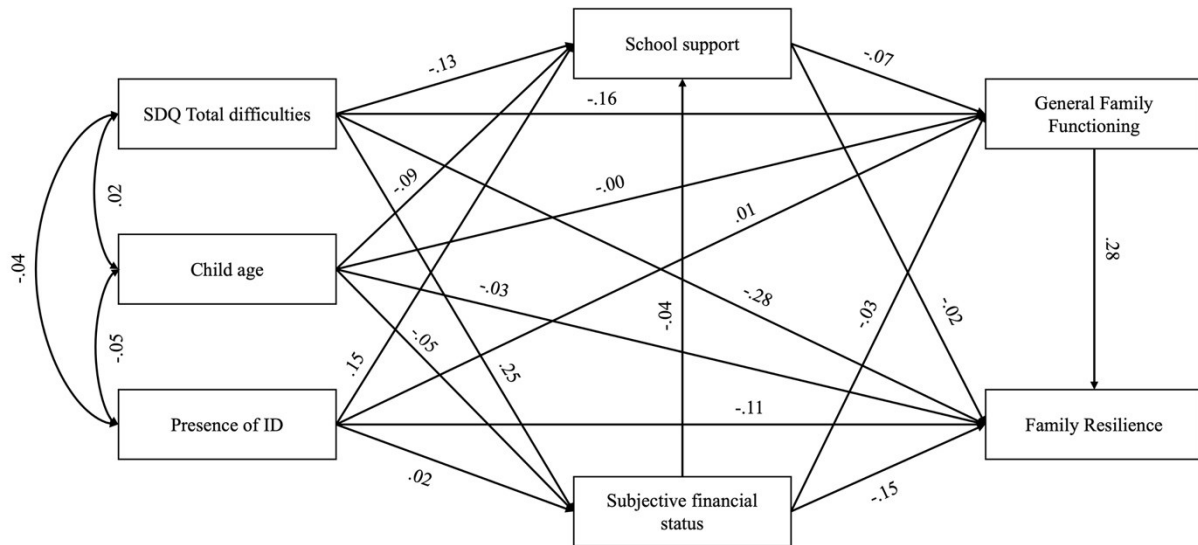 School support
-.13
-.07
SDQ Total difficulties
-.16
General Family
Functioning
-.09
-.00
.02
.01
-.04
Child age
-.03
-.28
.28
-.04
-.02
-.03
-.05
-.05
.15
.25
Presence of ID
-.11
Family Resilience
.02
Subjective financial
status
-.15